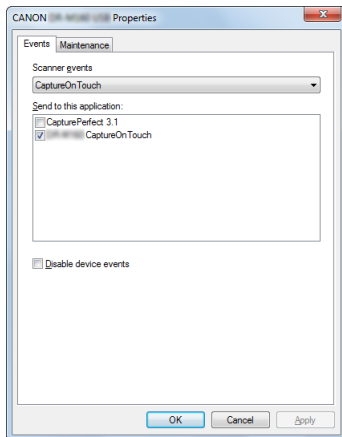 CANON USB Properties
Events Maintenance
Scanner events
CaptureOnTouch
Send to this application:
CapturePerfect 3.1
CaptureOnTouch
Disable device events
OK Cancel Apply